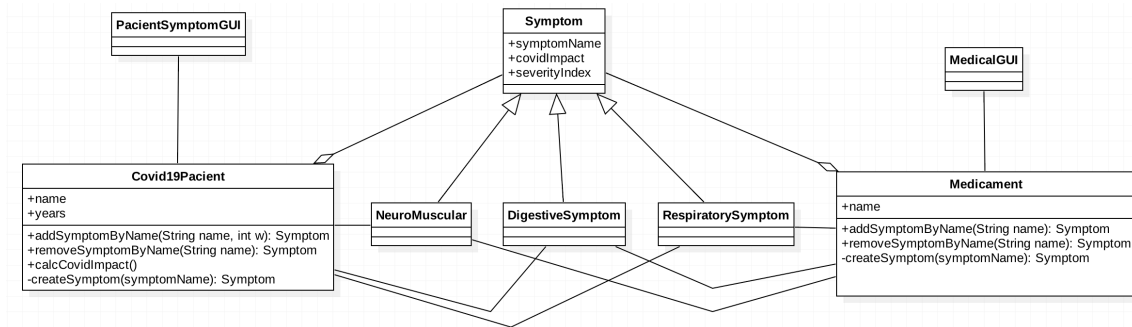 PacientSymptomGUI
Symptom
+symptomName
+covidImpact
+severityIndex
MedicalGUI
Covid19Pacient
+name
+years
+addSymptomByName(String name, int w): Symptom
+removeSymptomByName(String name): Symptom
+calcCovidImpact()
-createSymptom(symptomName): Symptom
NeuroMuscular
DigestiveSymptom
RespiratorySymptom
Medicament
+name
+addSymptomByName(String name): Symptom
+removeSymptomByName(String name): Symptom
-createSymptom(symptomName): Symptom